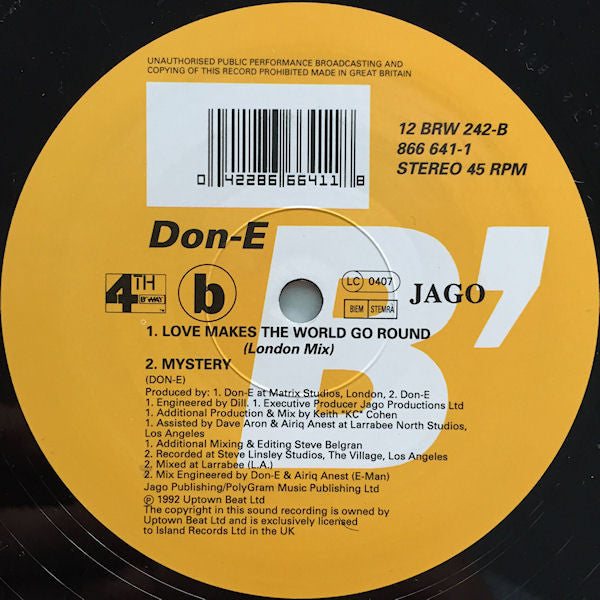 UNAUTHORISED PUBLIC PERFORMANCE BROADCASTING AND
COPYING OF THIS RECORD PROHIBITED MADE IN GREAT BRITAIN
0 42286 66411 8
12 BRW 242-B
866 641-1
STEREO 45 RPM
Don-E
B'
4TH
B'WAY
b
LC 0407
BIEM STEMRA
JAGO
1. LOVE MAKES THE WORLD GO ROUND
(London Mix)
2. MYSTERY
(DON-E)
Produced by: 1. Don-E at Matrix Studios, London, 2. Don-E
1. Engineered by Dill. 1. Executive Producer Jago Productions Ltd
1. Additional Production & Mix by Keith "KC" Cohen
1. Assisted by Dave Aron & Airiq Anest at Larrabee North Studios,
Los Angeles
1. Additional Mixing & Editing Steve Belgran
2. Recorded at Steve Linsley Studios, The Village, Los Angeles
2. Mixed at Larrabee (L.A.)
2. Mix Engineered by Don-E & Airiq Anest (E-Man)
Jago Publishing/PolyGram Music Publishing Ltd
℗ 1992 Uptown Beat Ltd
The copyright in this sound recording is owned by
Uptown Beat Ltd and is exclusively licensed
to Island Records Ltd in the UK